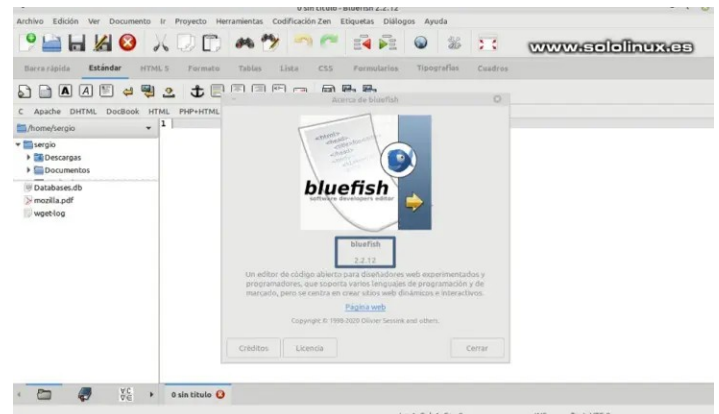 0 sin título - Bluefish 2.2.12
Archivo Edición Ver Documento Ir Proyecto Herramientas Codificación Zen Etiquetas Diálogos Ayuda
www.sololinux.es
Barra rápida Estándar HTML 5 Formato Tablas Lista CSS Formularios Tipografíes Cuadros
C Apache DHTML DocBook HTML PHP+HTML
Acerca de bluefish
/home/sergio
1
sergio
Descargas
Documentos
Databases.db
mozilla.pdf
wget-log
bluefish
software developers editor
bluefish
2.2.12
Un editor de código abierto para diseñadores web experimentados y
programadores, que soporta varios lenguajes de programación y de
marcado, pero se centra en crear sitios web dinámicos e interactivos.
Página web
Copyright © 1998-2020 Olivier Sessink and others.
Créditos Licencia Cerrar
0 sin título